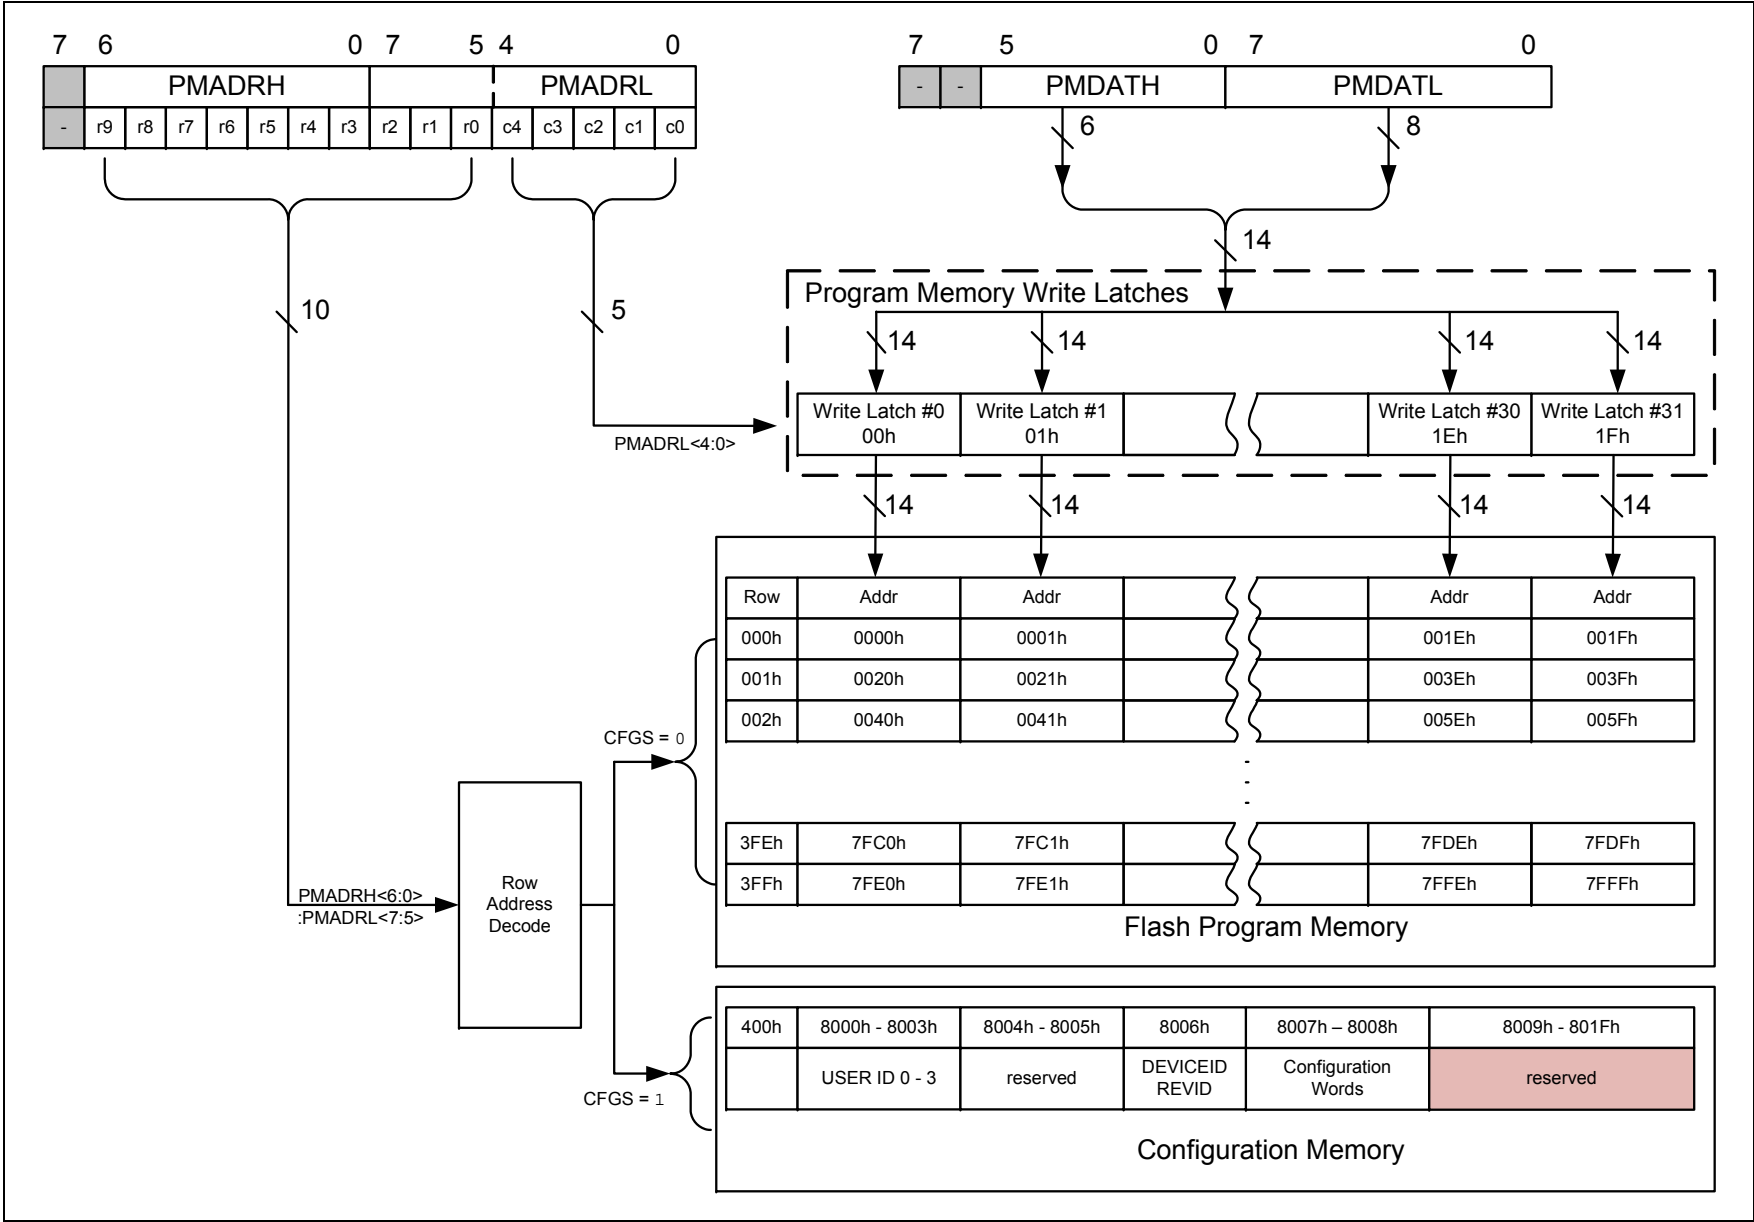 7 6 0 7 5 4 0
PMADRH PMADRL
- r9 r8 r7 r6 r5 r4 r3 r2 r1 r0 c4 c3 c2 c1 c0
7 5 0 7 0
- - PMDATH PMDATL
6 8
14
10
5
Program Memory Write Latches
14 14 14 14
Write Latch #0 Write Latch #1 Write Latch #30 Write Latch #31
00h 01h 1Eh 1Fh
PMADRL<4:0>
14 14 14 14
Row Addr Addr Addr Addr
000h 0000h 0001h 001Eh 001Fh
001h 0020h 0021h 003Eh 003Fh
002h 0040h 0041h 005Eh 005Fh
CFGS = 0
3FEh 7FC0h 7FC1h 7FDEh 7FDFh
3FFh 7FE0h 7FE1h 7FFEh 7FFFh
Flash Program Memory
PMADRH<6:0>
:PMADRL<7:5>
Row
Address
Decode
400h 8000h - 8003h 8004h - 8005h 8006h 8007h – 8008h 8009h - 801Fh
USER ID 0 - 3 reserved DEVICEID Configuration reserved
REVID Words
CFGS = 1
Configuration Memory